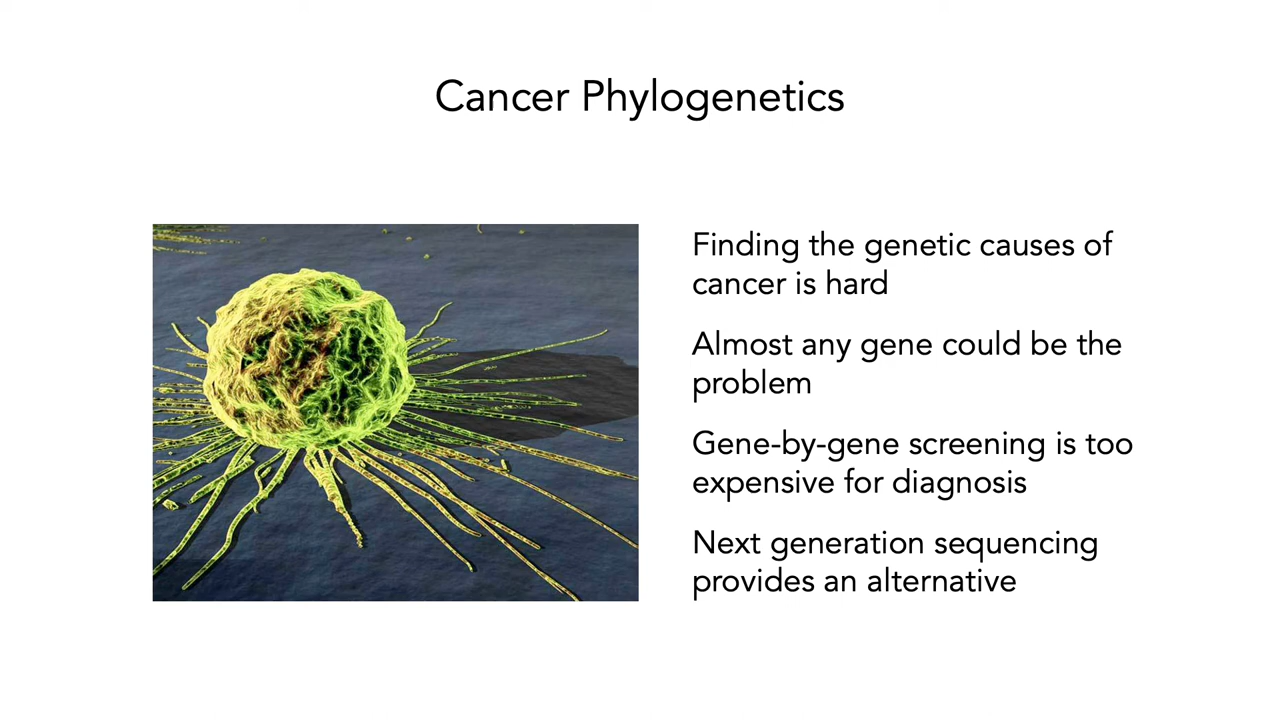 Cancer Phylogenetics
Finding the genetic causes of
cancer is hard
Almost any gene could be the
problem
Gene-by-gene screening is too
expensive for diagnosis
Next generation sequencing
provides an alternative